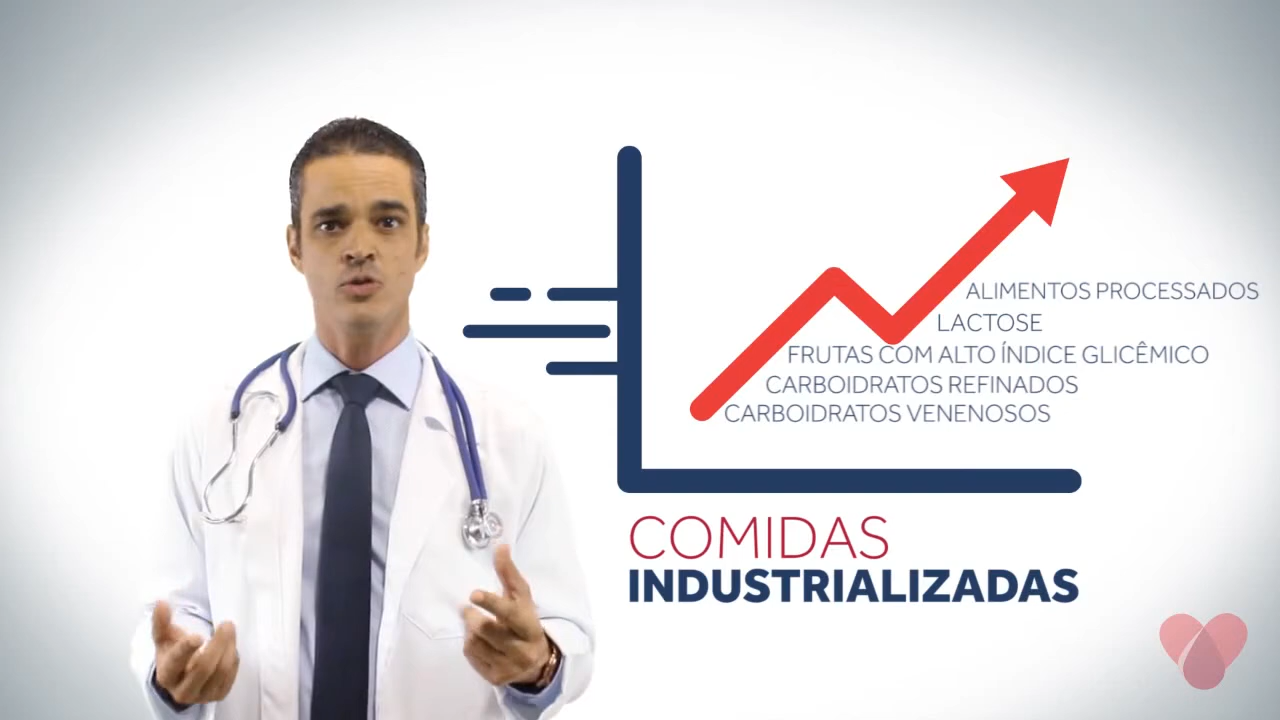 ALIMENTOS PROCESSADOS
LACTOSE
FRUTAS COM ALTO ÍNDICE GLICÊMICO
CARBOIDRATOS REFINADOS
CARBOIDRATOS VENENOSOS
COMIDAS
INDUSTRIALIZADAS